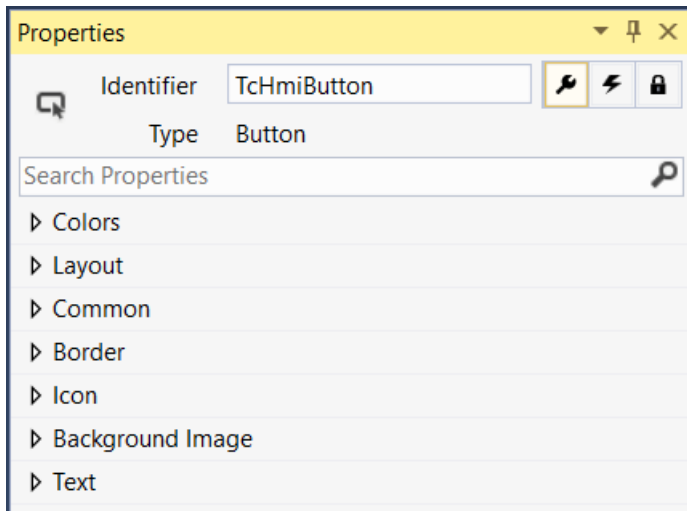 Properties
Identifier TcHmiButton
Type Button
Search Properties
Colors
Layout
Common
Border
Icon
Background Image
Text